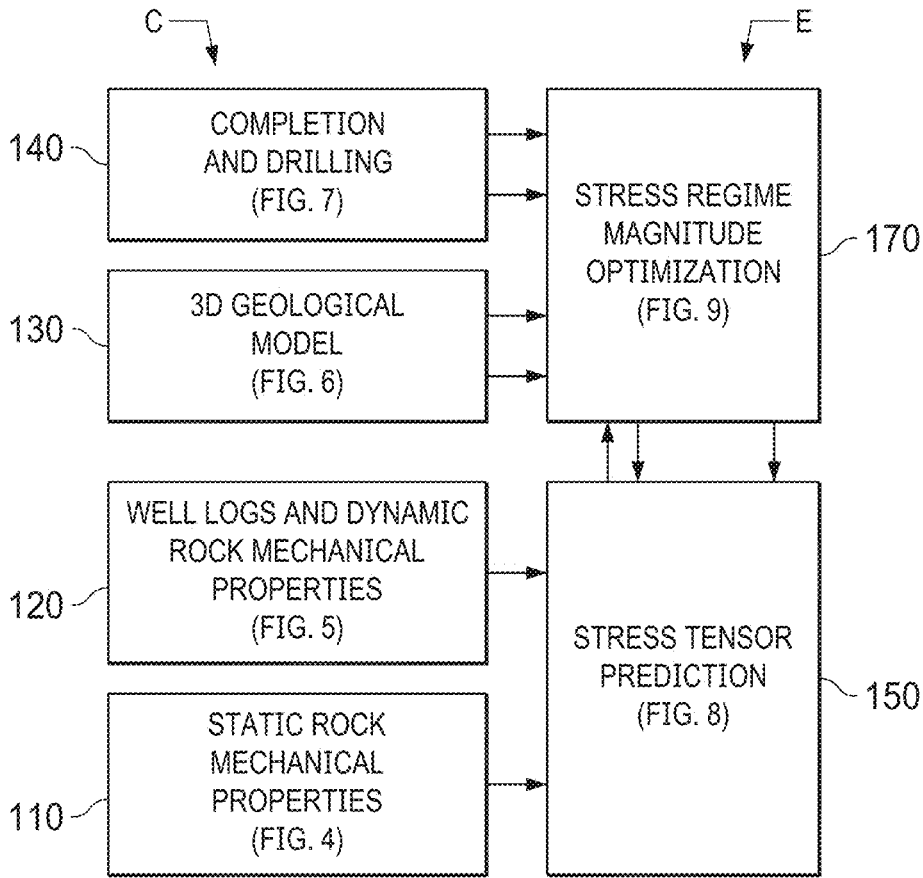 C
E
140
COMPLETION
AND DRILLING
(FIG. 7)
STRESS REGIME
MAGNITUDE
OPTIMIZATION
(FIG. 9)
170
130
3D GEOLOGICAL
MODEL
(FIG. 6)
120
WELL LOGS AND DYNAMIC
ROCK MECHANICAL
PROPERTIES
(FIG. 5)
STRESS TENSOR
PREDICTION
(FIG. 8)
150
110
STATIC ROCK
MECHANICAL
PROPERTIES
(FIG. 4)